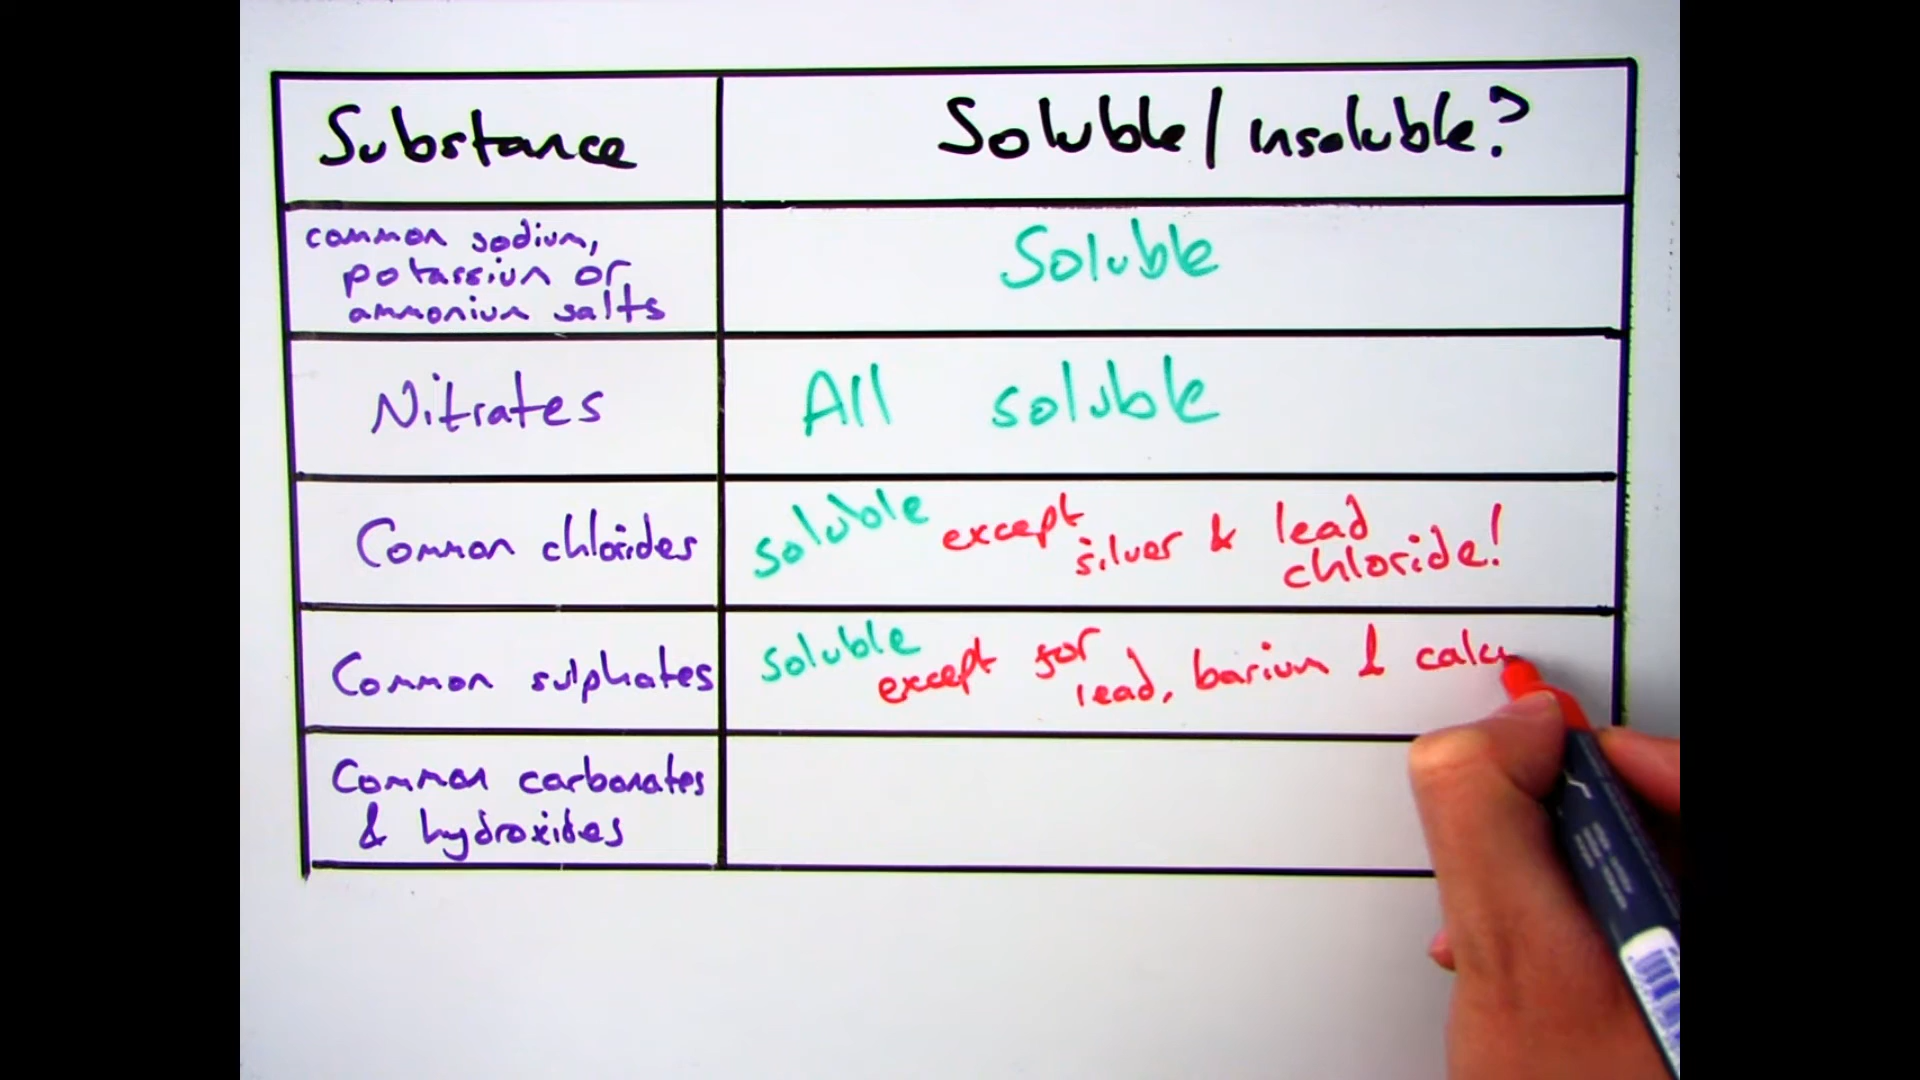 Substance
Soluble/insoluble?
common sodium,
potassium or
ammonium salts
Soluble
Nitrates
All soluble
Common chlorides
soluble except silver & lead
chloride!
Common sulphates
soluble except for lead, barium & calcu
Common carbonates
& hydroxides